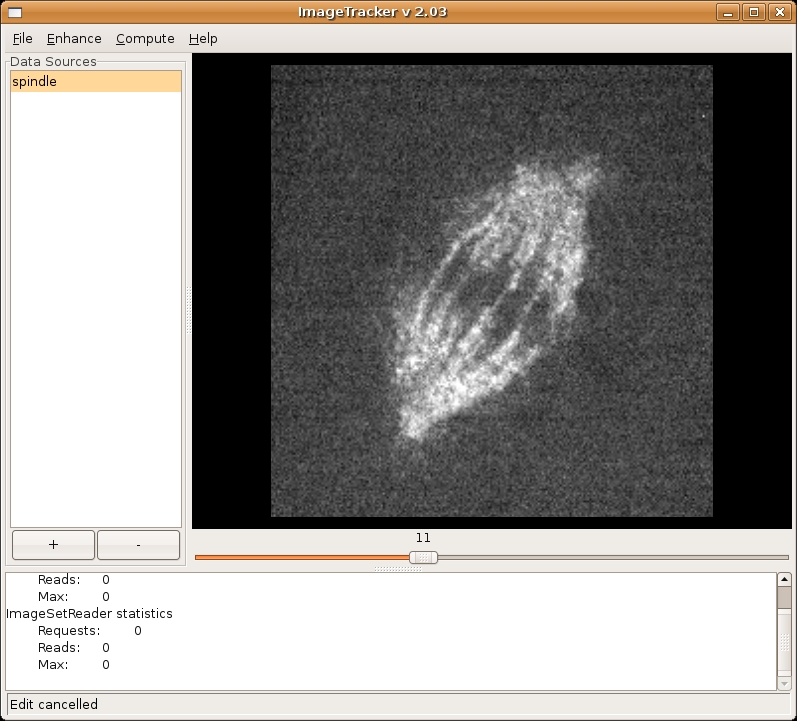 ImageTracker v 2.03
File Enhance Compute Help
Data Sources
spindle
+ -
11
Reads: 0
Max: 0
ImageSetReader statistics
Requests: 0
Reads: 0
Max: 0
Edit cancelled